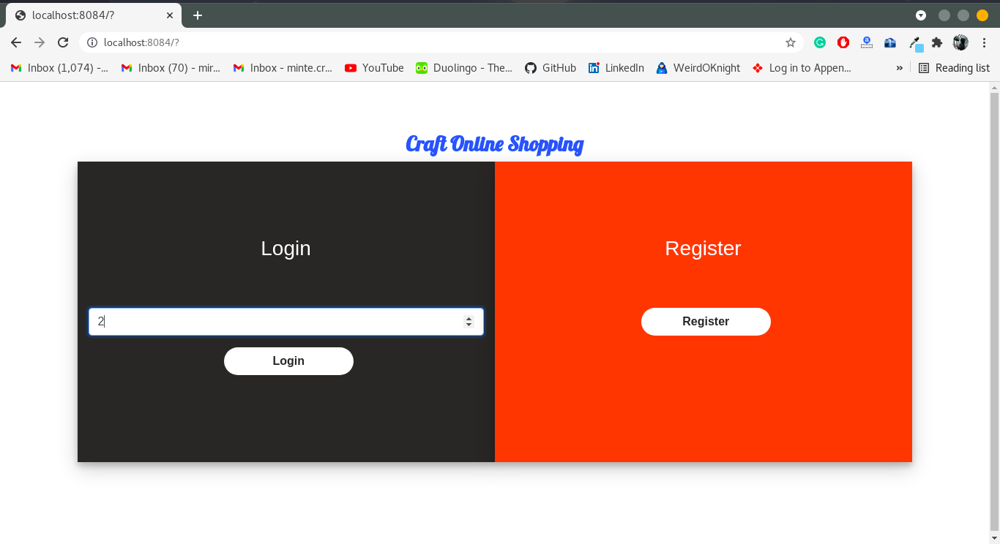 localhost:8084/?
localhost:8084/?
Inbox (1,074) -... Inbox (70) - mir... Inbox - minte.cr... YouTube Duolingo - The... GitHub LinkedIn WeirdOKnight Log in to Appen... » Reading list
Craft Online Shopping
Login
Register
2
Register
Login